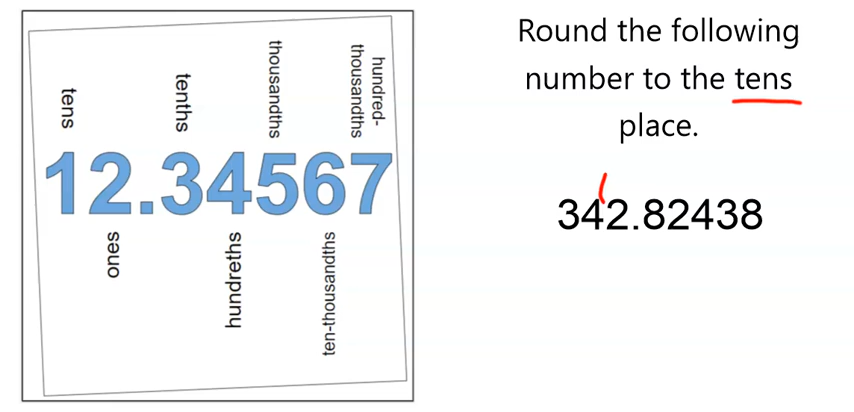 tens
tenths
thousandths
hundred-
thousandths
12.34567
ones
hundreths
ten-thousandths
Round the following
number to the tens
place.
342.82438